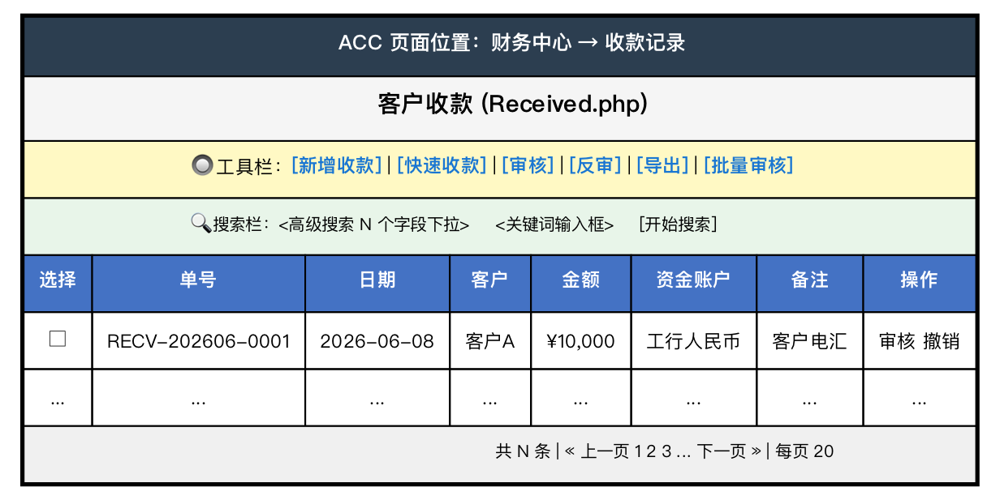 ACC 页面位置：财务中心 → 收款记录
客户收款 (Received.php)
工具栏：[新增收款] | [快速收款] | [审核] | [反审] | [导出] | [批量审核]
搜索栏：<高级搜索 N 个字段下拉> <关键词输入框> [开始搜索]
选择 单号 日期 客户 金额 资金账户 备注 操作
□ RECV-202606-0001 2026-06-08 客户A ¥10,000 工行人民币 客户电汇 审核 撤销
... ... ... ... ... ... ... ...
共 N 条 | « 上一页 1 2 3 ... 下一页 » | 每页 20